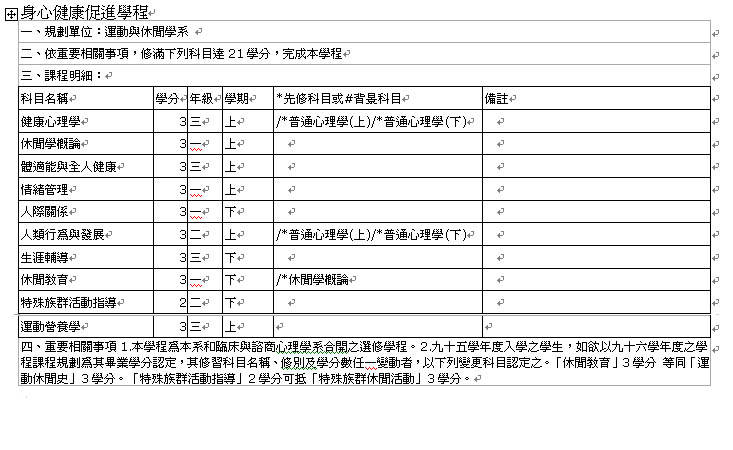 身心健康促進學程
一、規劃單位：運動與休閒學系
二、依重要相關事項，修滿下列科目達 21學分，完成本學程
三、課程明細：
科目名稱 學分 年級 學期 *先修科目或#背景科目 備註
健康心理學 3 三 上 /*普通心理學(上)/*普通心理學(下)
休閒學概論 3 一 上
體適能與全人健康 3 三 上
情緒管理 3 一 上
人際關係 3 一 下
人類行為與發展 3 二 上 /*普通心理學(上)/*普通心理學(下)
生涯輔導 3 三 下
休閒教育 3 一 下 /*休閒學概論
特殊族群活動指導 2 二 下
運動營養學 3 三 上
四、重要相關事項 1.本學程為本系和臨床與諮商心理學系合開之選修學程。2.九十五學年度入學之學生，如欲以九十六學年度之學
程課程規劃為其畢業學分認定，其修習科目名稱、修別及學分數任一變動者，以下列變更科目認定之。「休閒教育」3學分 等同「運
動休閒史」3學分。「特殊族群活動指導」2學分可抵「特殊族群休閒活動」3學分。